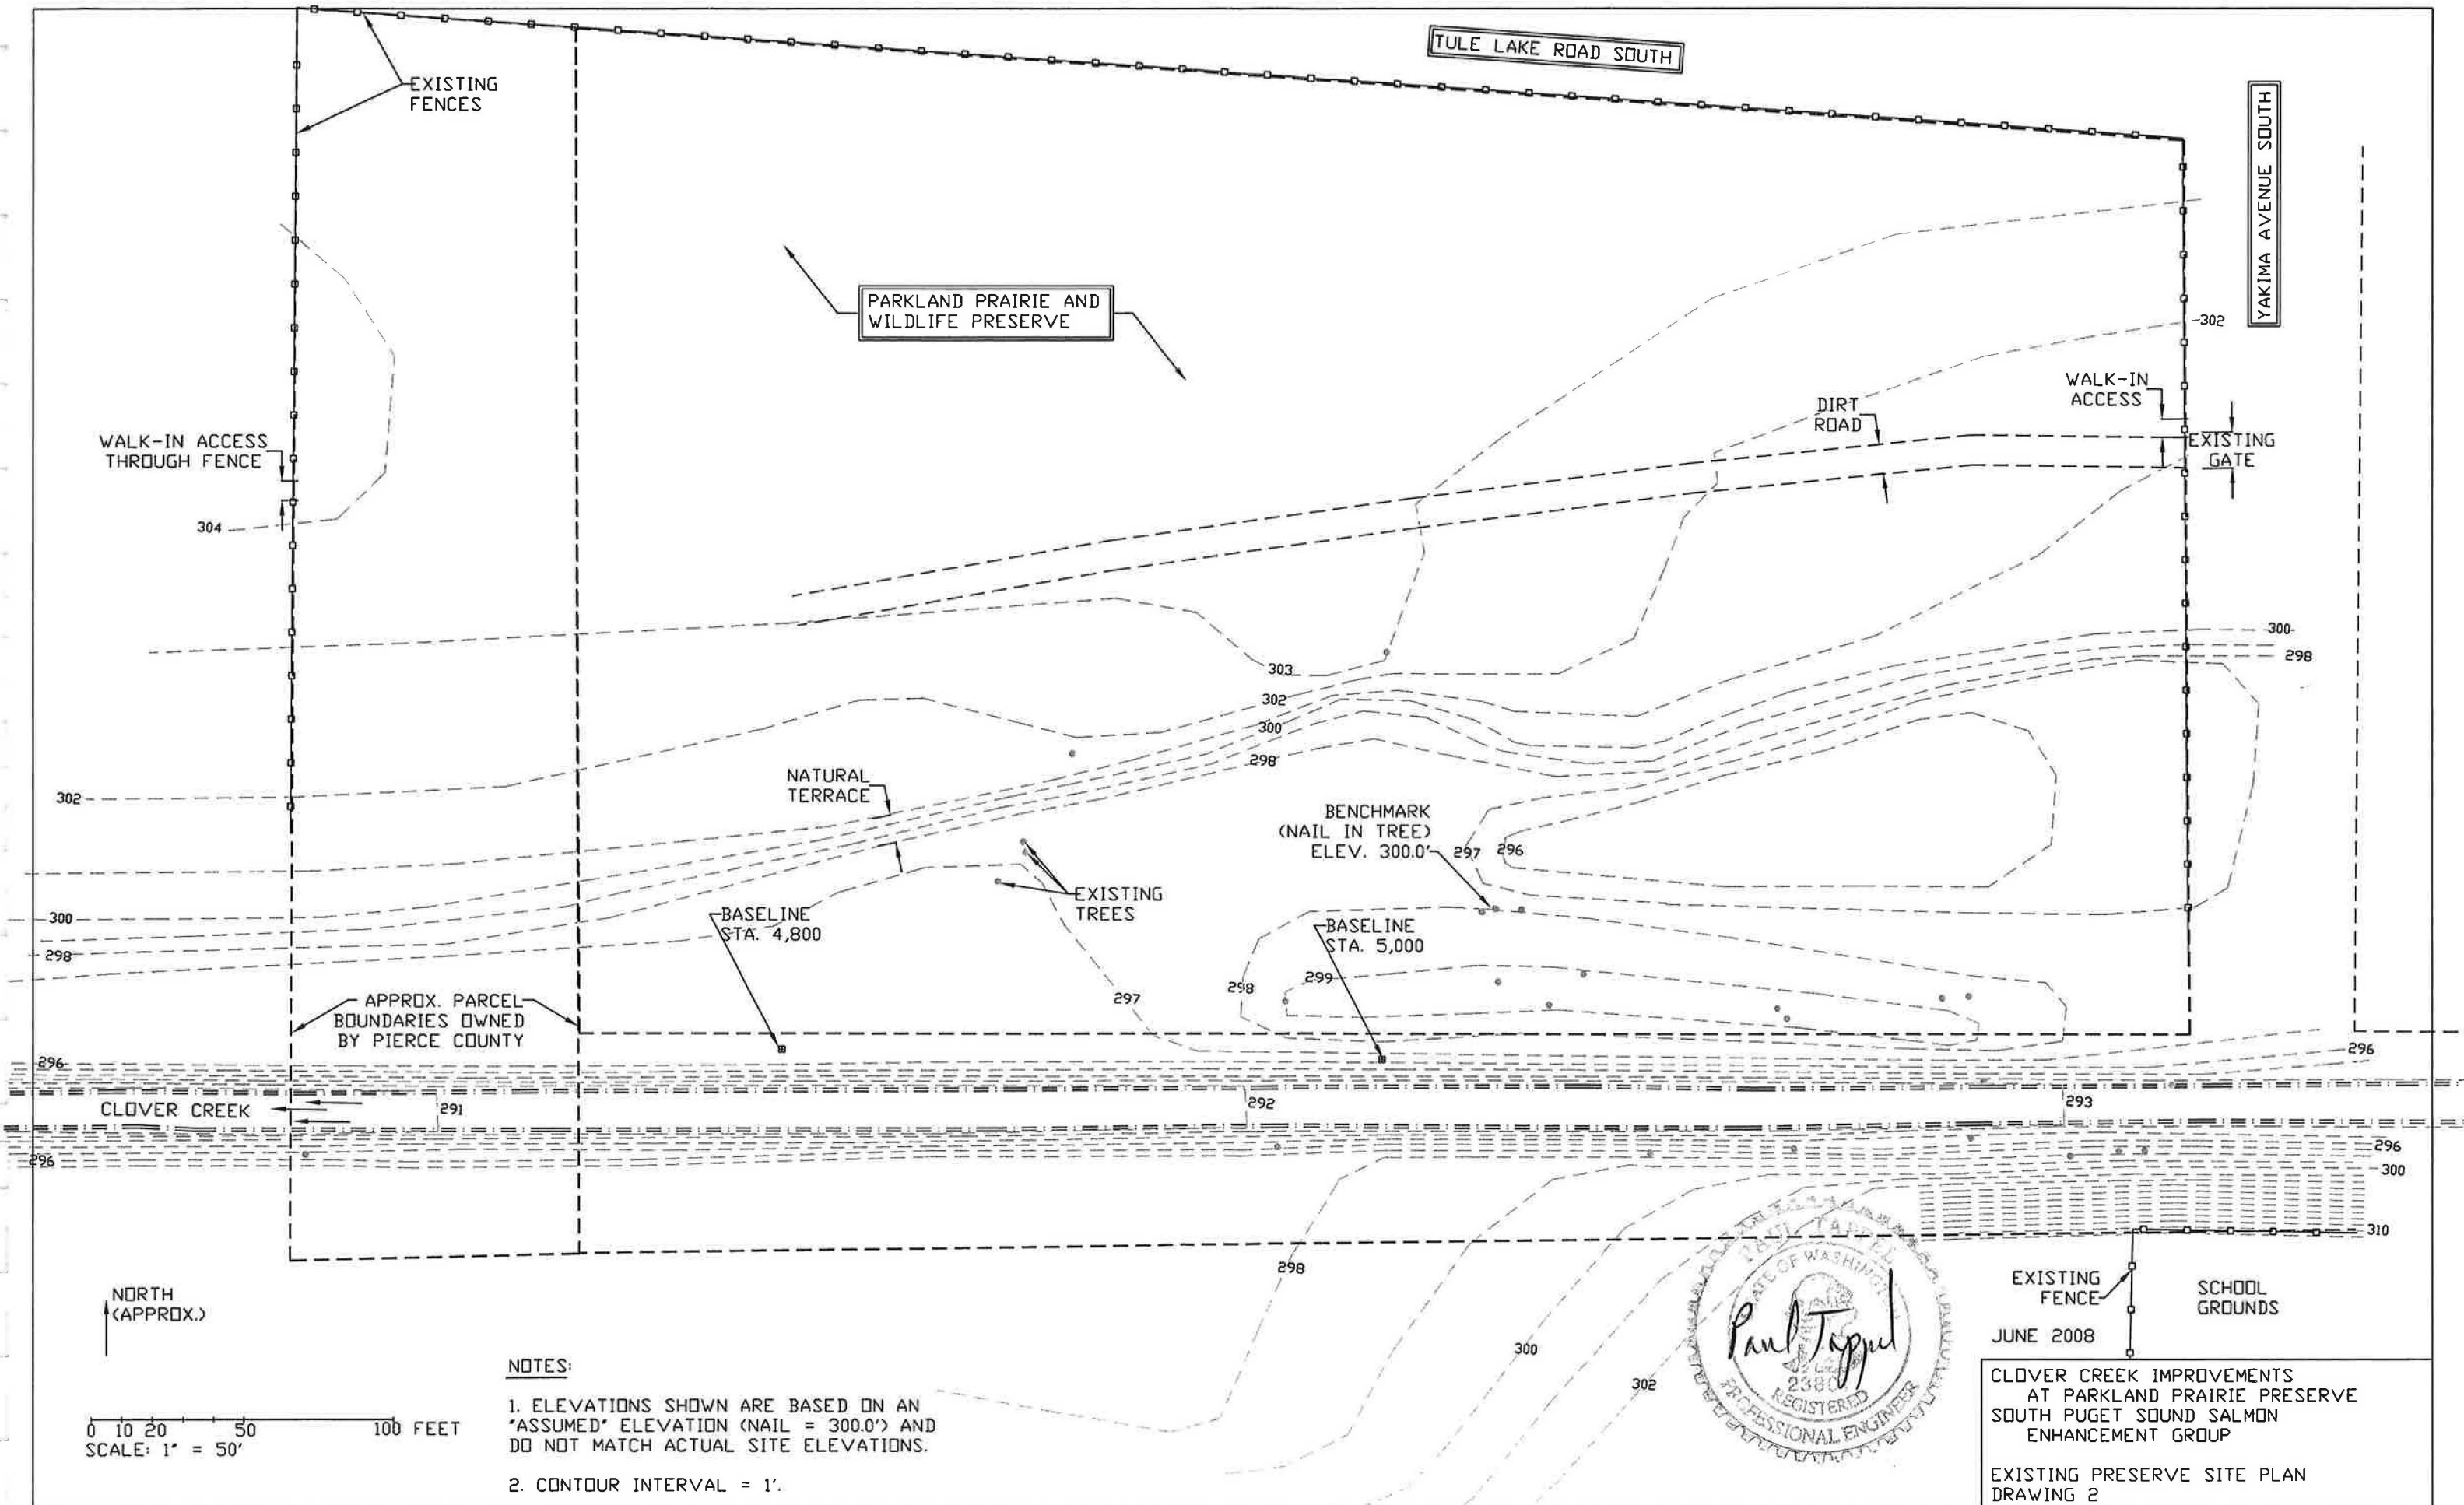 TULE LAKE ROAD SOUTH
YAKIMA AVENUE SOUTH
EXISTING
FENCES
PARKLAND PRAIRIE AND
WILDLIFE PRESERVE
302
WALK-IN
ACCESS
DIRT
ROAD
EXISTING
GATE
WALK-IN ACCESS
THROUGH FENCE
304
300
298
303
302
300
298
NATURAL
TERRACE
302
BENCHMARK
(NAIL IN TREE)
ELEV. 300.0'
297
296
EXISTING
TREES
BASELINE
STA. 4,800
BASELINE
STA. 5,000
300
298
299
298
297
APPROX. PARCEL
BOUNDARIES OWNED
BY PIERCE COUNTY
296
296
CLOVER CREEK
291
292
293
296
296
300
310
298
300
302
NORTH
(APPROX.)
EXISTING
FENCE
SCHOOL
GROUNDS
JUNE 2008
PAUL TAPPEL
STATE OF WASHINGTON
Paul Tappel
REGISTERED
PROFESSIONAL ENGINEER
0 10 20 50 100 FEET
SCALE: 1" = 50'
NOTES:
1. ELEVATIONS SHOWN ARE BASED ON AN
"ASSUMED" ELEVATION (NAIL = 300.0') AND
DO NOT MATCH ACTUAL SITE ELEVATIONS.
2. CONTOUR INTERVAL = 1'.
CLOVER CREEK IMPROVEMENTS
AT PARKLAND PRAIRIE PRESERVE
SOUTH PUGET SOUND SALMON
ENHANCEMENT GROUP
EXISTING PRESERVE SITE PLAN
DRAWING 2